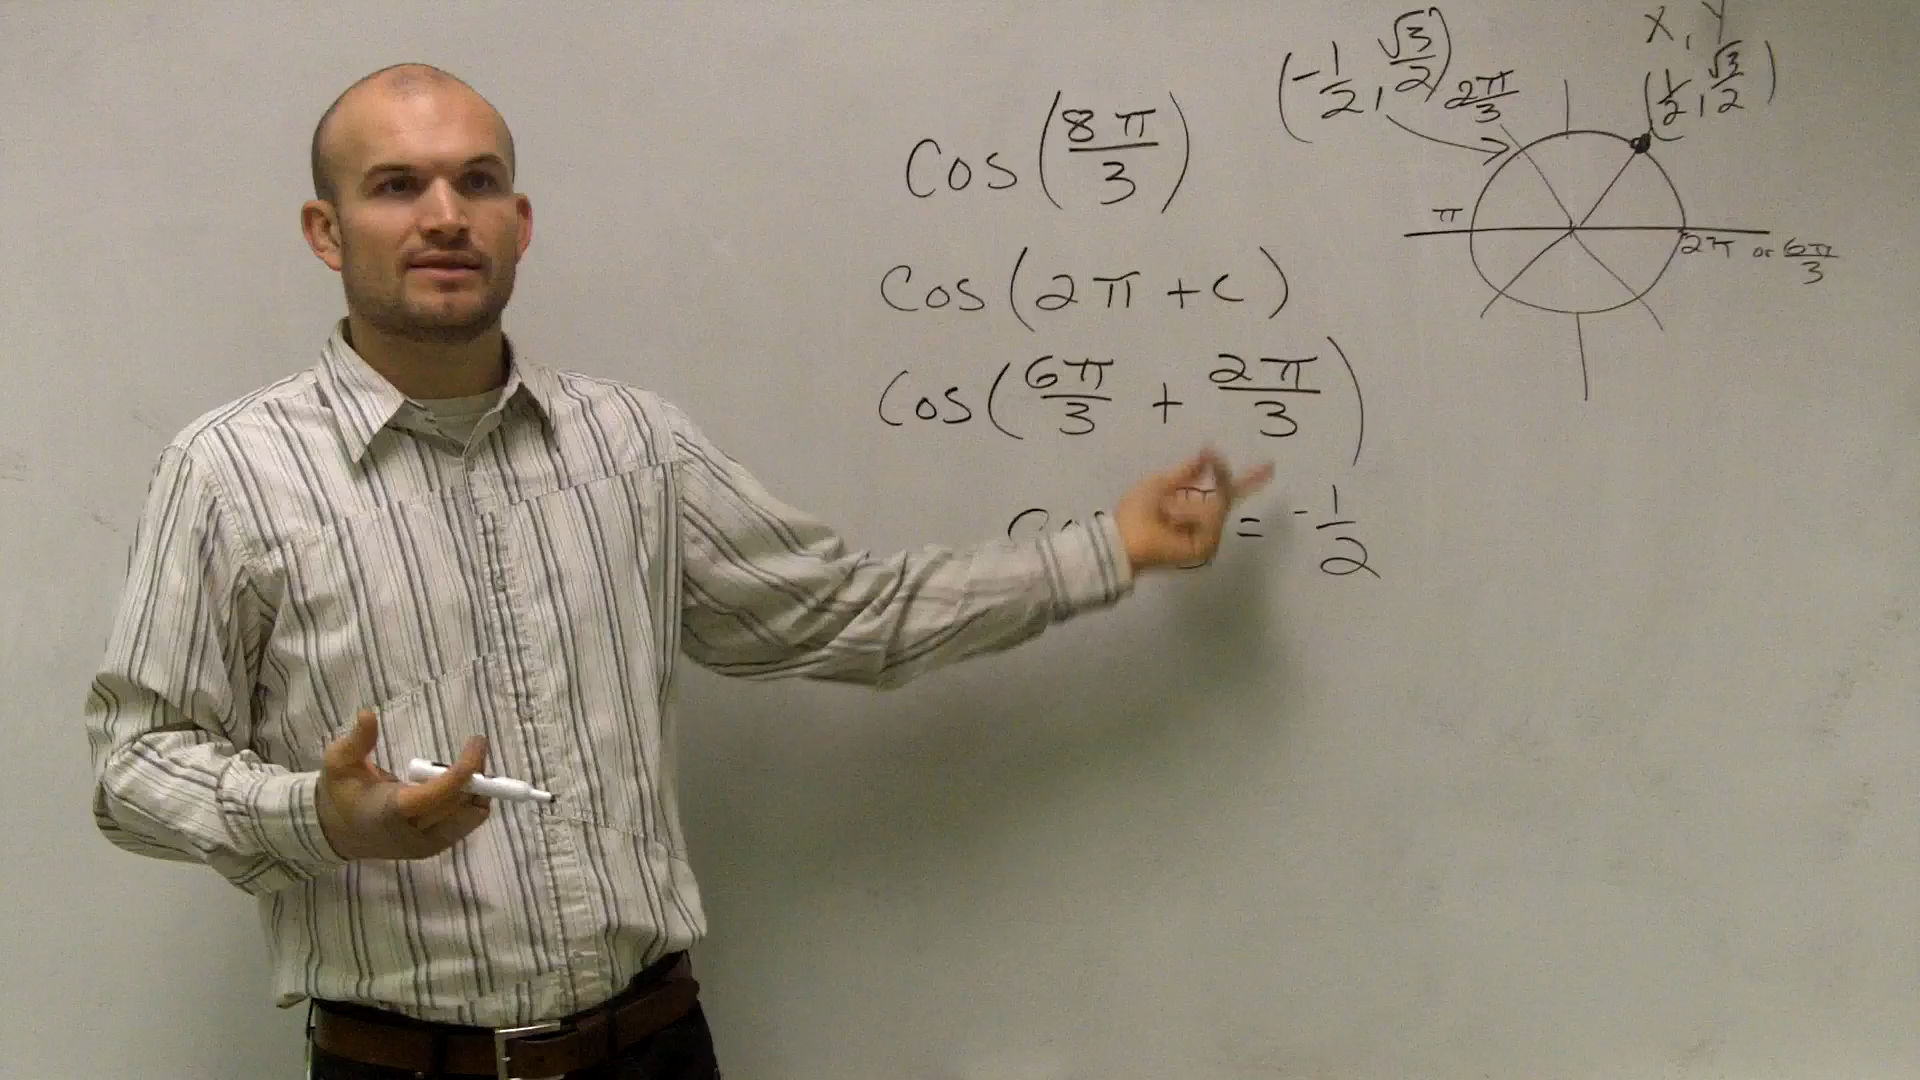 cos(8π/3)
cos(2π + c)
cos(6π/3 + 2π/3)
= -1/2
(-1/2, √3/2)
2π/3
X, Y
(1/2, √3/2)
π
2π or 6π/3